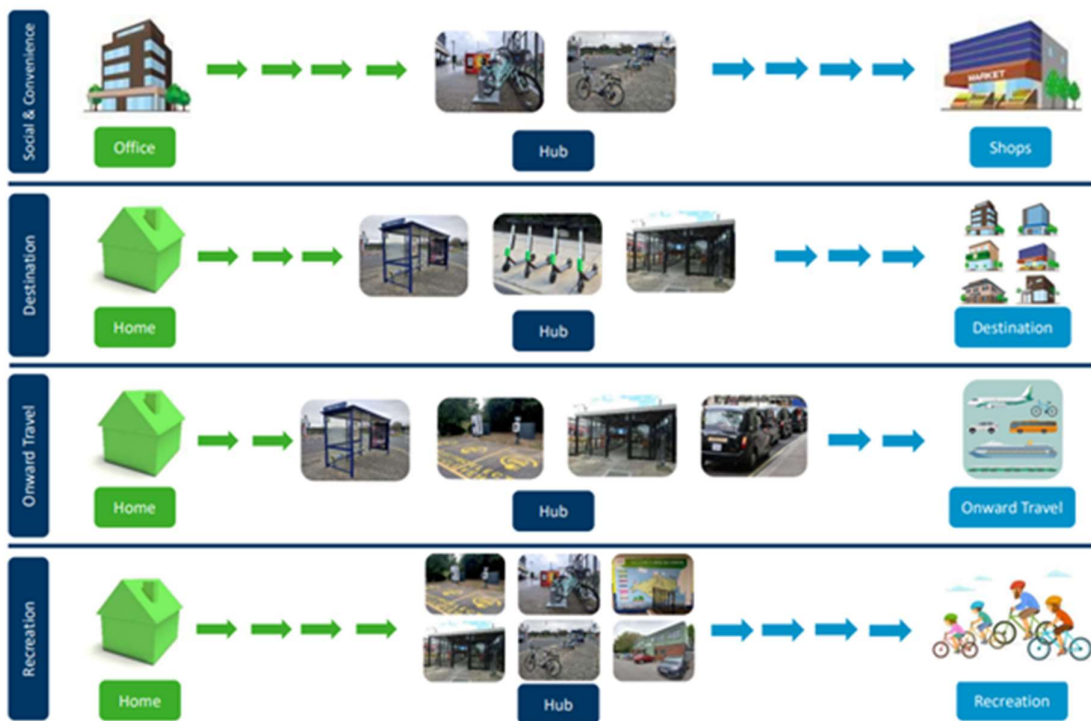 Social & Convenience
MARKET
Office
Hub
Shops
Destination
Home
Hub
Destination
Onward Travel
Home
Hub
Onward Travel
Recreation
Home
Hub
Recreation